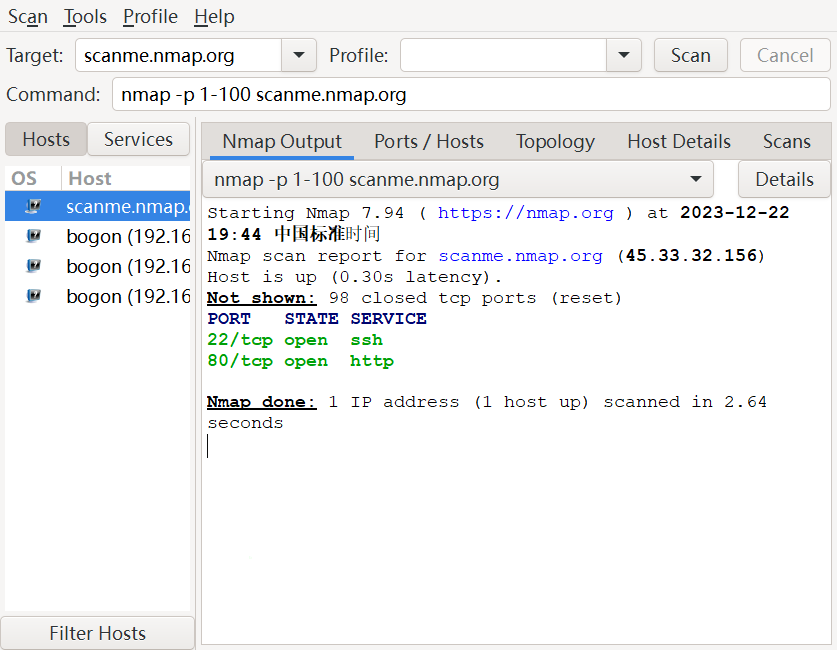 Scan Tools Profile Help
Target: scanme.nmap.org Profile: Scan Cancel
Command: nmap -p 1-100 scanme.nmap.org
Hosts Services
Nmap Output Ports / Hosts Topology Host Details Scans
OS Host
nmap -p 1-100 scanme.nmap.org Details
scanme.nmap.
bogon (192.16
bogon (192.16
bogon (192.16
Starting Nmap 7.94 ( https://nmap.org ) at 2023-12-22
19:44 中国标准时间
Nmap scan report for scanme.nmap.org (45.33.32.156)
Host is up (0.30s latency).
Not shown: 98 closed tcp ports (reset)
PORT STATE SERVICE
22/tcp open ssh
80/tcp open http
Nmap done: 1 IP address (1 host up) scanned in 2.64
seconds
Filter Hosts